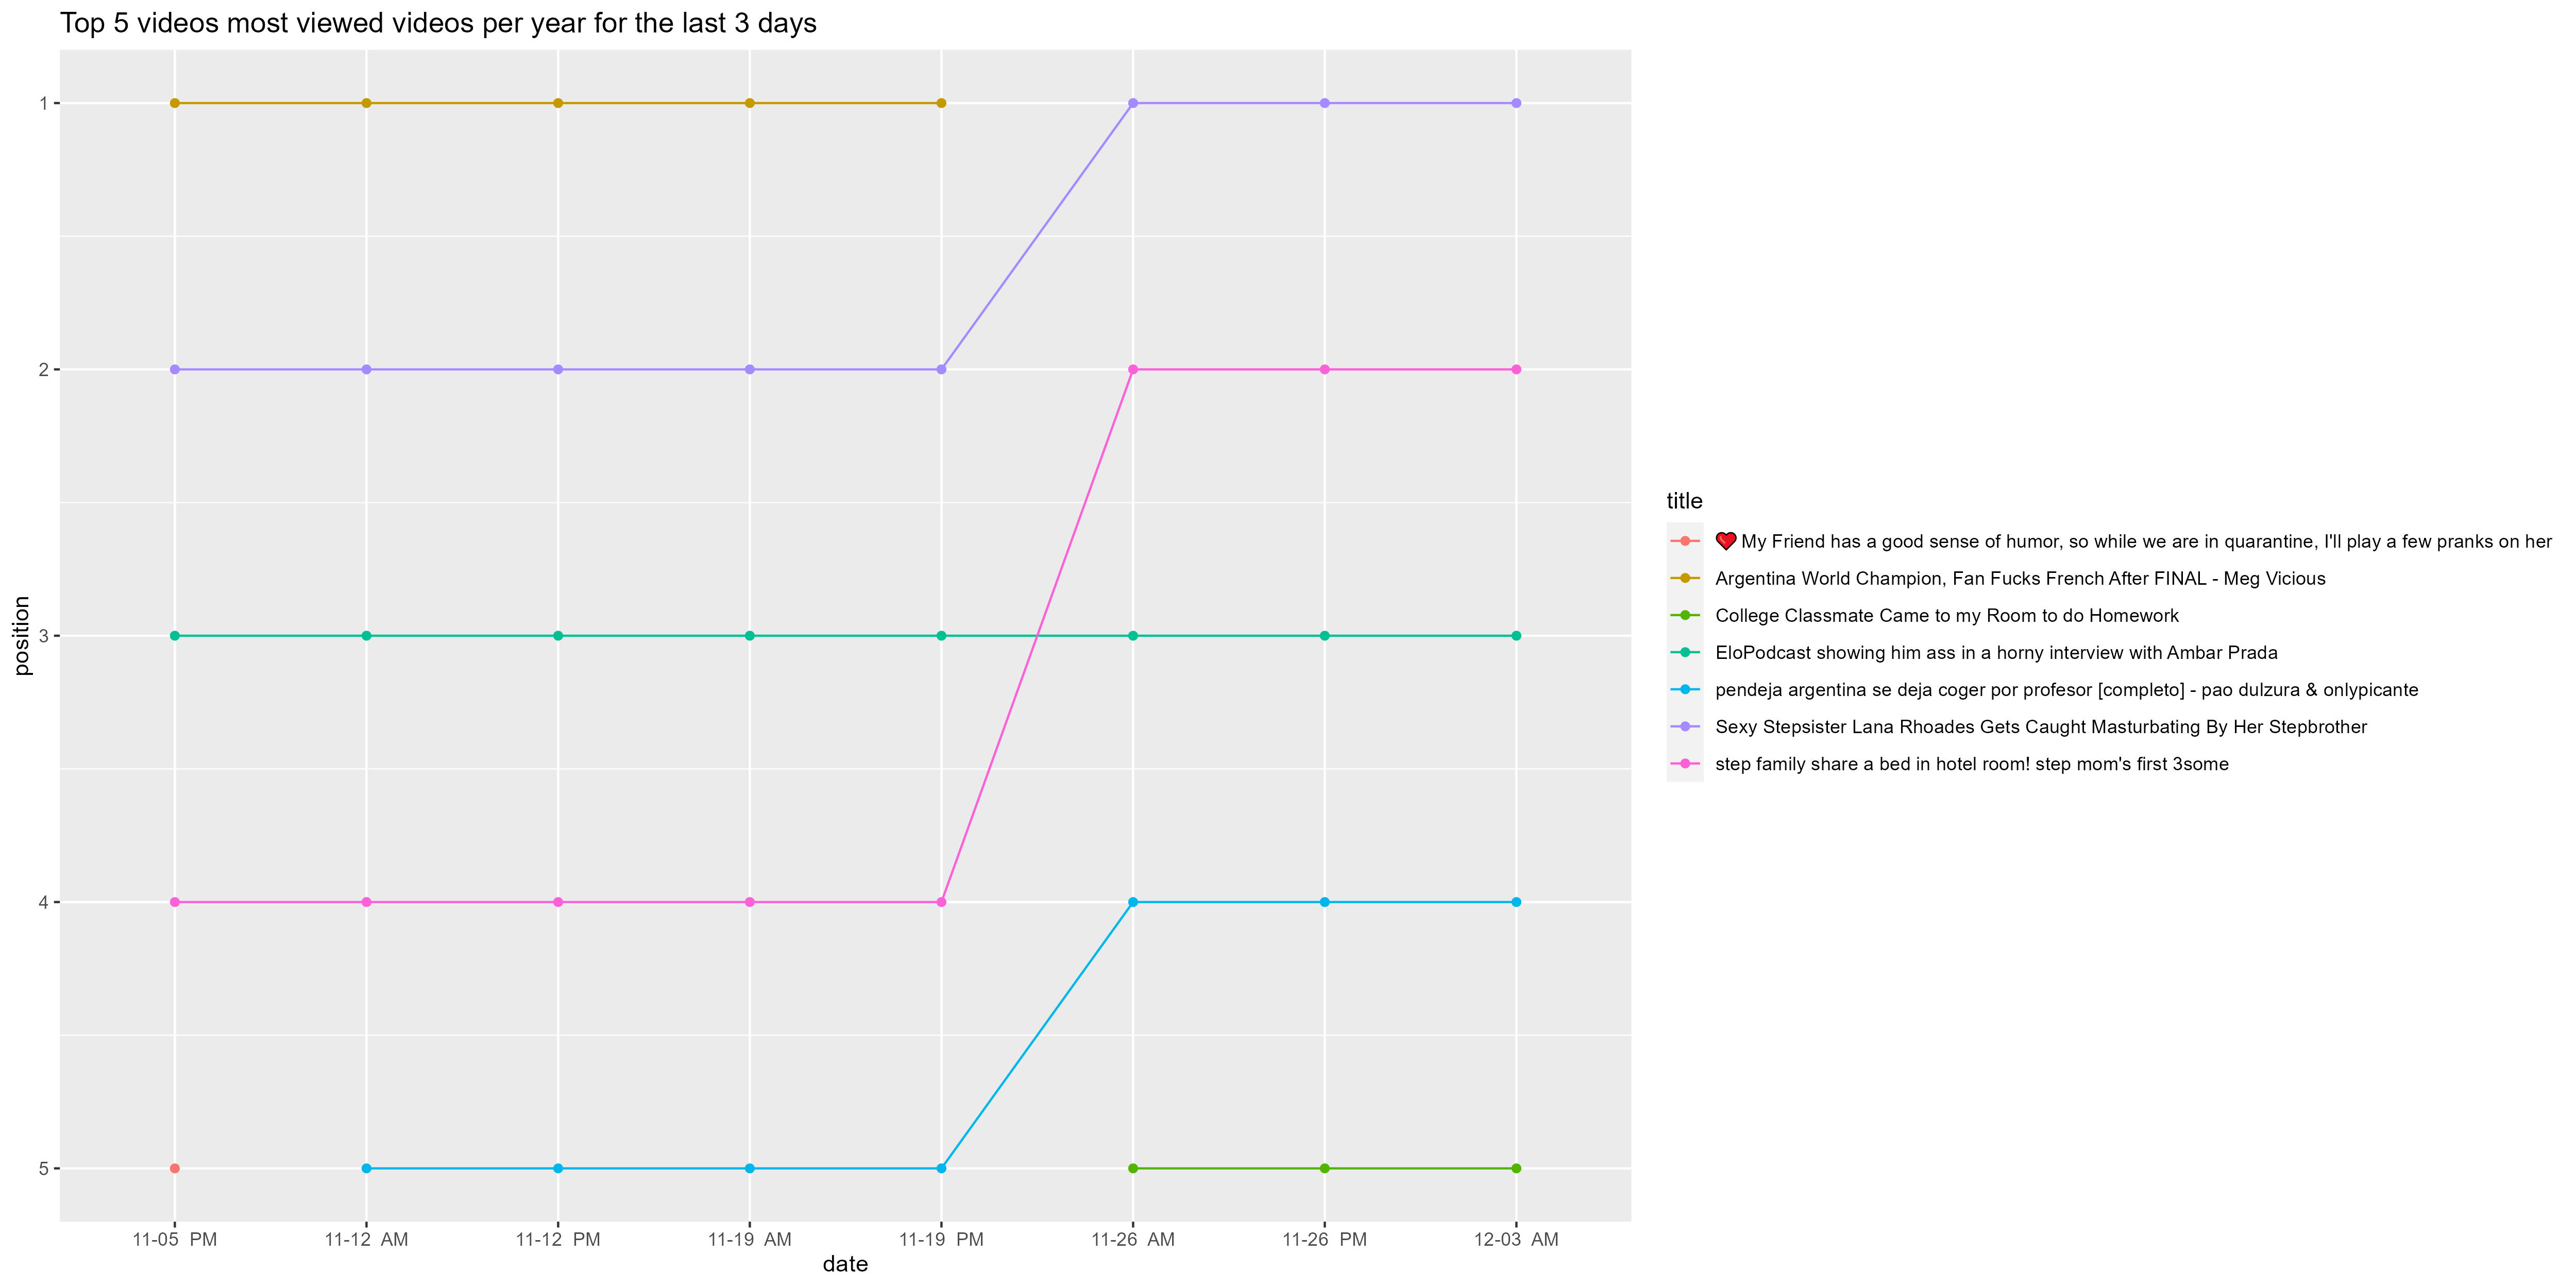 Top 5 videos most viewed videos per year for the last 3 days
position
1
2
3
4
5
11-05 PM
11-12 AM
11-12 PM
11-19 AM
11-19 PM
11-26 AM
11-26 PM
12-03 AM
date
title
❤️ My Friend has a good sense of humor, so while we are in quarantine, I'll play a few pranks on her
Argentina World Champion, Fan Fucks French After FINAL - Meg Vicious
College Classmate Came to my Room to do Homework
EloPodcast showing him ass in a horny interview with Ambar Prada
pendeja argentina se deja coger por profesor [completo] - pao dulzura & onlypicante
Sexy Stepsister Lana Rhoades Gets Caught Masturbating By Her Stepbrother
step family share a bed in hotel room! step mom's first 3some